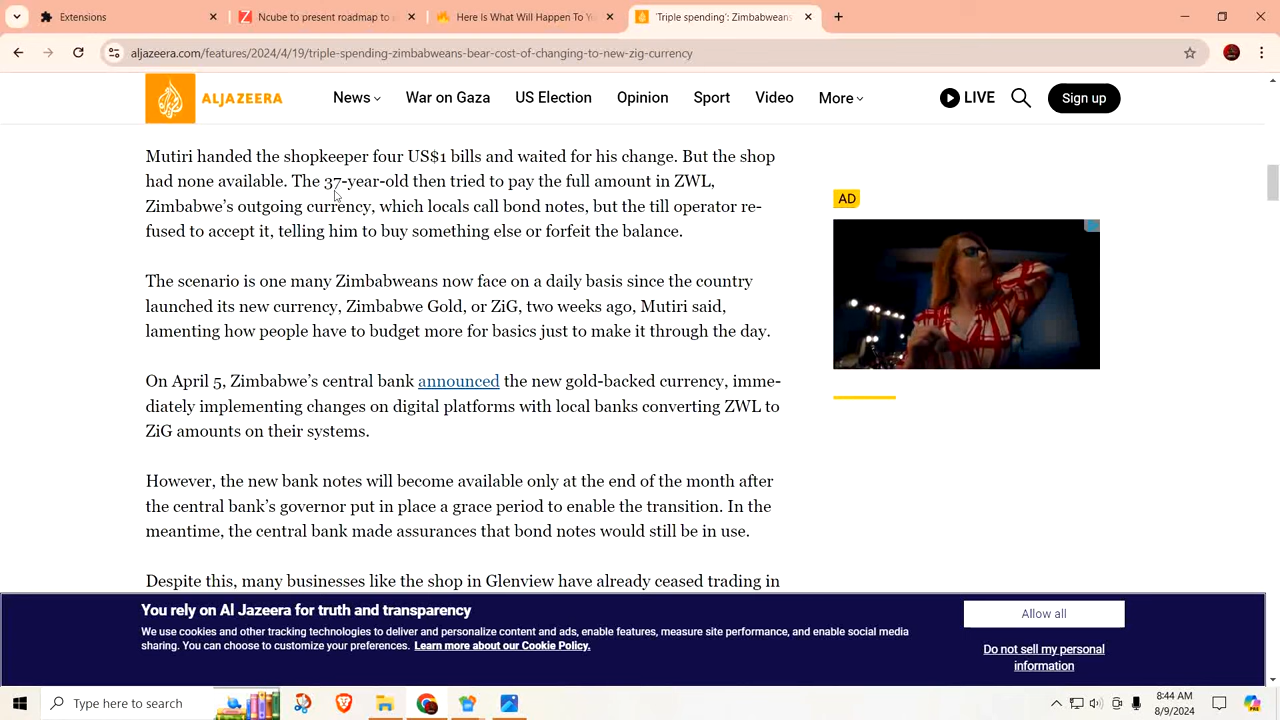 Extensions
Ncube to present roadmap to
Here Is What Will Happen To Y
'Triple spending': Zimbabwean
aljazeera.com/features/2024/4/19/triple-spending-zimbabweans-bear-cost-of-changing-to-new-zig-currency
ALJAZEERA
News
War on Gaza
US Election
Opinion
Sport
Video
More
LIVE
Sign up
Mutiri handed the shopkeeper four US$1 bills and waited for his change. But the shop
had none available. The 37-year-old then tried to pay the full amount in ZWL,
Zimbabwe's outgoing currency, which locals call bond notes, but the till operator re-
fused to accept it, telling him to buy something else or forfeit the balance.
The scenario is one many Zimbabweans now face on a daily basis since the country
launched its new currency, Zimbabwe Gold, or ZiG, two weeks ago, Mutiri said,
lamenting how people have to budget more for basics just to make it through the day.
On April 5, Zimbabwe's central bank announced the new gold-backed currency, imme-
diately implementing changes on digital platforms with local banks converting ZWL to
ZiG amounts on their systems.
However, the new bank notes will become available only at the end of the month after
the central bank's governor put in place a grace period to enable the transition. In the
meantime, the central bank made assurances that bond notes would still be in use.
Despite this, many businesses like the shop in Glenview have already ceased trading in
AD
You rely on Al Jazeera for truth and transparency
We use cookies and other tracking technologies to deliver and personalize content and ads, enable features, measure site performance, and enable social media
sharing. You can choose to customize your preferences. Learn more about our Cookie Policy.
Allow all
Do not sell my personal
information
Type here to search
8:44 AM
8/9/2024